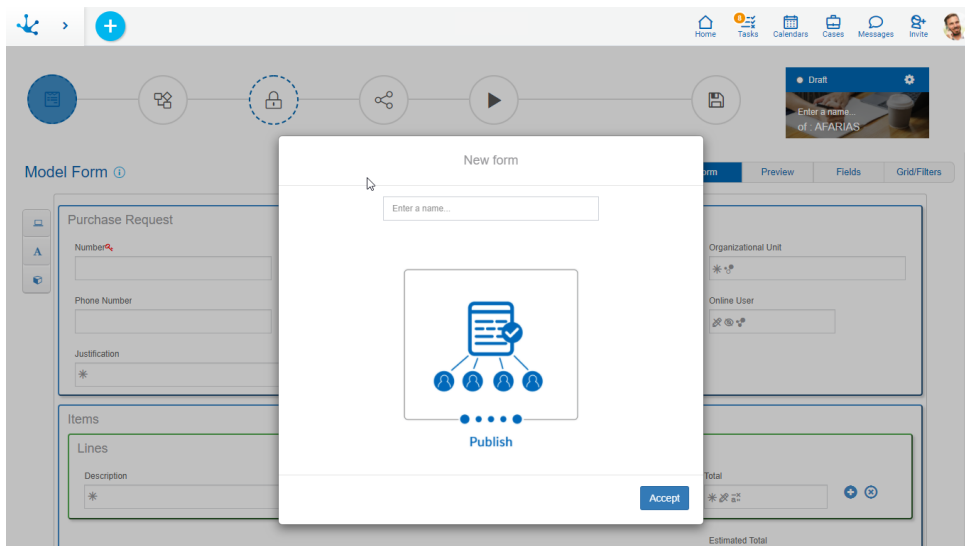 Home
0
Tasks
Calendars
Cases
Messages
Invite
Draft
Enter a name...
of : AFARIAS
Model Form
orm
Preview
Fields
Grid/Filters
New form
Enter a name...
Publish
Accept
Purchase Request
Number
Organizational Unit
Phone Number
Online User
Justification
Items
Lines
Description
Total
Estimated Total